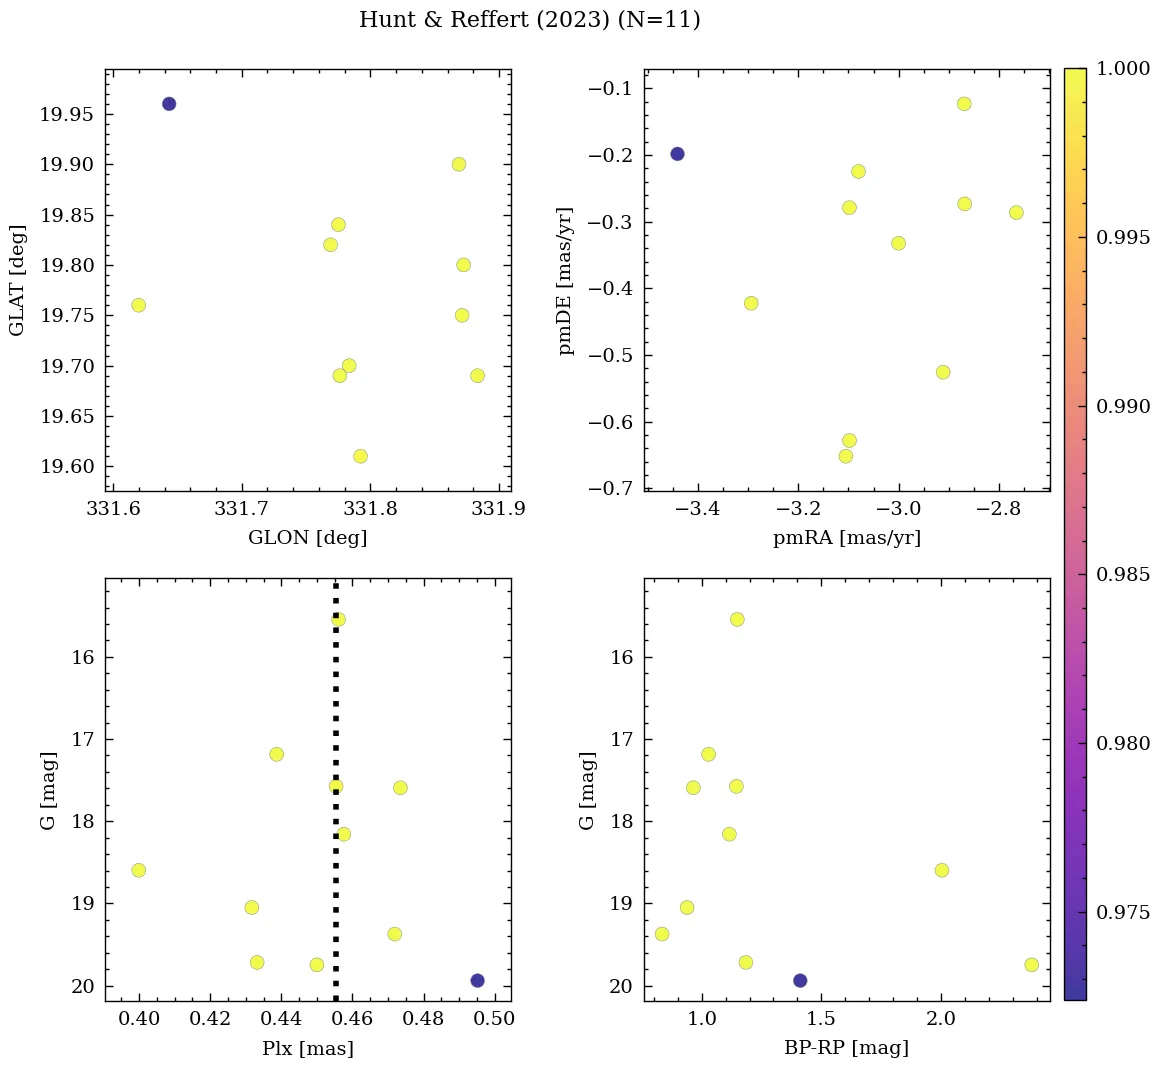 Hunt & Reffert (2023) (N=11)
19.95
19.90
19.85
19.80
19.75
19.70
19.65
19.60
GLAT [deg]
331.6 331.7 331.8 331.9
GLON [deg]
−0.1
−0.2
−0.3
−0.4
−0.5
−0.6
−0.7
pmDE [mas/yr]
−3.4 −3.2 −3.0 −2.8
pmRA [mas/yr]
16
17
18
19
20
G [mag]
0.40 0.42 0.44 0.46 0.48 0.50
Plx [mas]
16
17
18
19
20
G [mag]
1.0 1.5 2.0
BP-RP [mag]
1.000
0.995
0.990
0.985
0.980
0.975